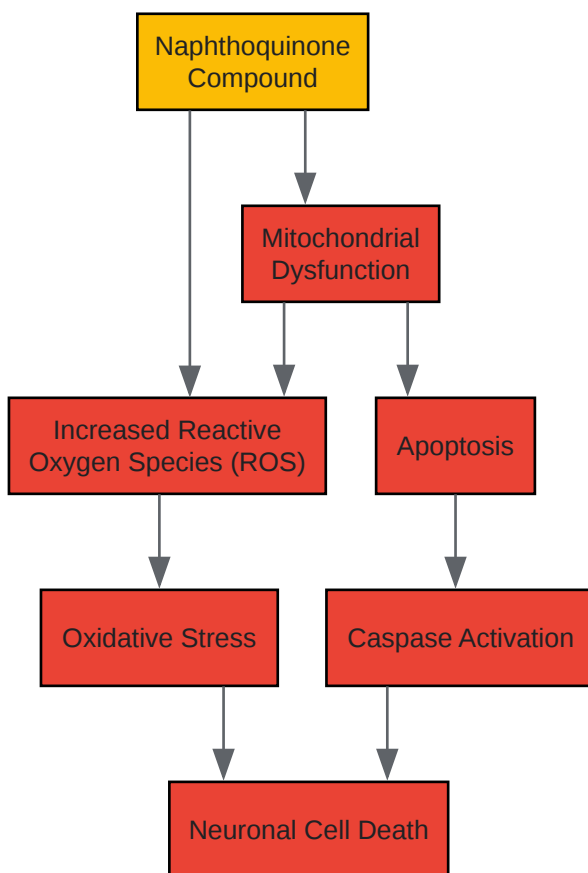 Naphthoquinone
Compound
Mitochondrial
Dysfunction
Increased Reactive
Oxygen Species (ROS)
Apoptosis
Oxidative Stress
Caspase Activation
Neuronal Cell Death